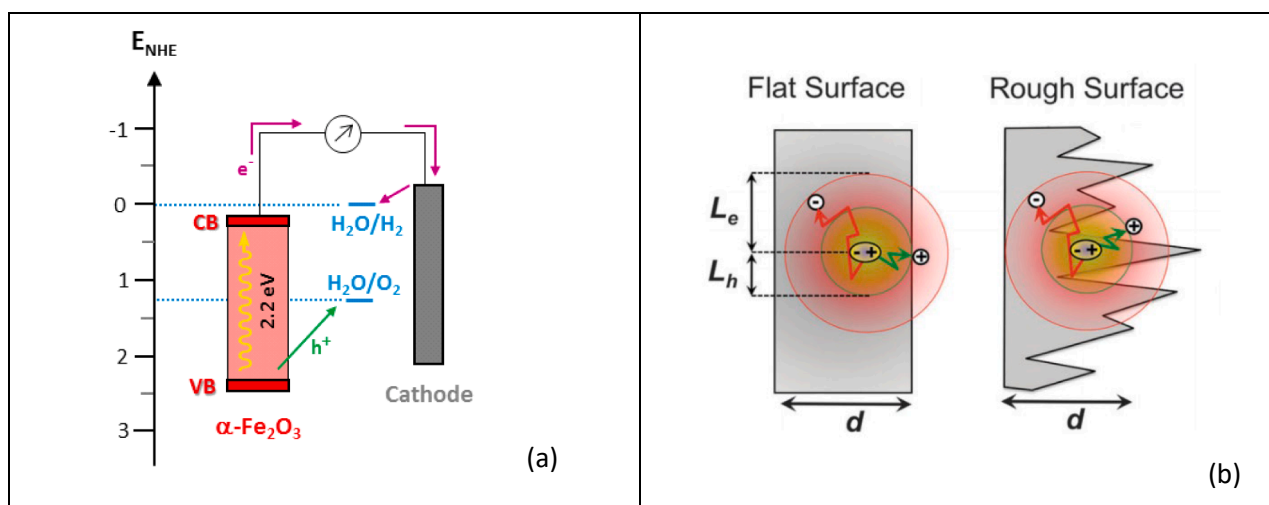 E_NHE
-1
0
1
2
3
e⁻
CB
VB
2.2 eV
h⁺
H₂O/H₂
H₂O/O₂
Cathode
α-Fe₂O₃
(a)
Flat Surface
Rough Surface
L_e
L_h
-
- +
+
-
- +
+
d
d
(b)